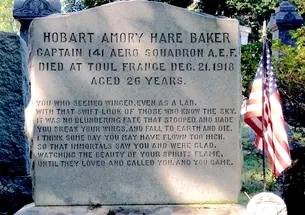 HOBART AMORY HARE BAKER
CAPTAIN 141 AERO SQUADRON A.E.F.
DIED AT TOUL FRANCE DEC. 21, 1918
AGED 26 YEARS.
YOU WHO SEEMED WINGED, EVEN AS A LAD,
WITH THAT SWIFT LOOK OF THOSE WHO KNOW THE SKY,
IT WAS NO BLUNDERING FATE THAT STOOPED AND BADE
YOU BREAK YOUR WINGS, AND FALL TO EARTH AND DIE.
I THINK SOME DAY YOU MAY HAVE FLOWN TOO HIGH,
SO THAT IMMORTALS SAW YOU AND WERE GLAD,
WATCHING THE BEAUTY OF YOUR SPIRITS FLAME,
UNTIL THEY LOVED AND CALLED YOU, AND YOU CAME.